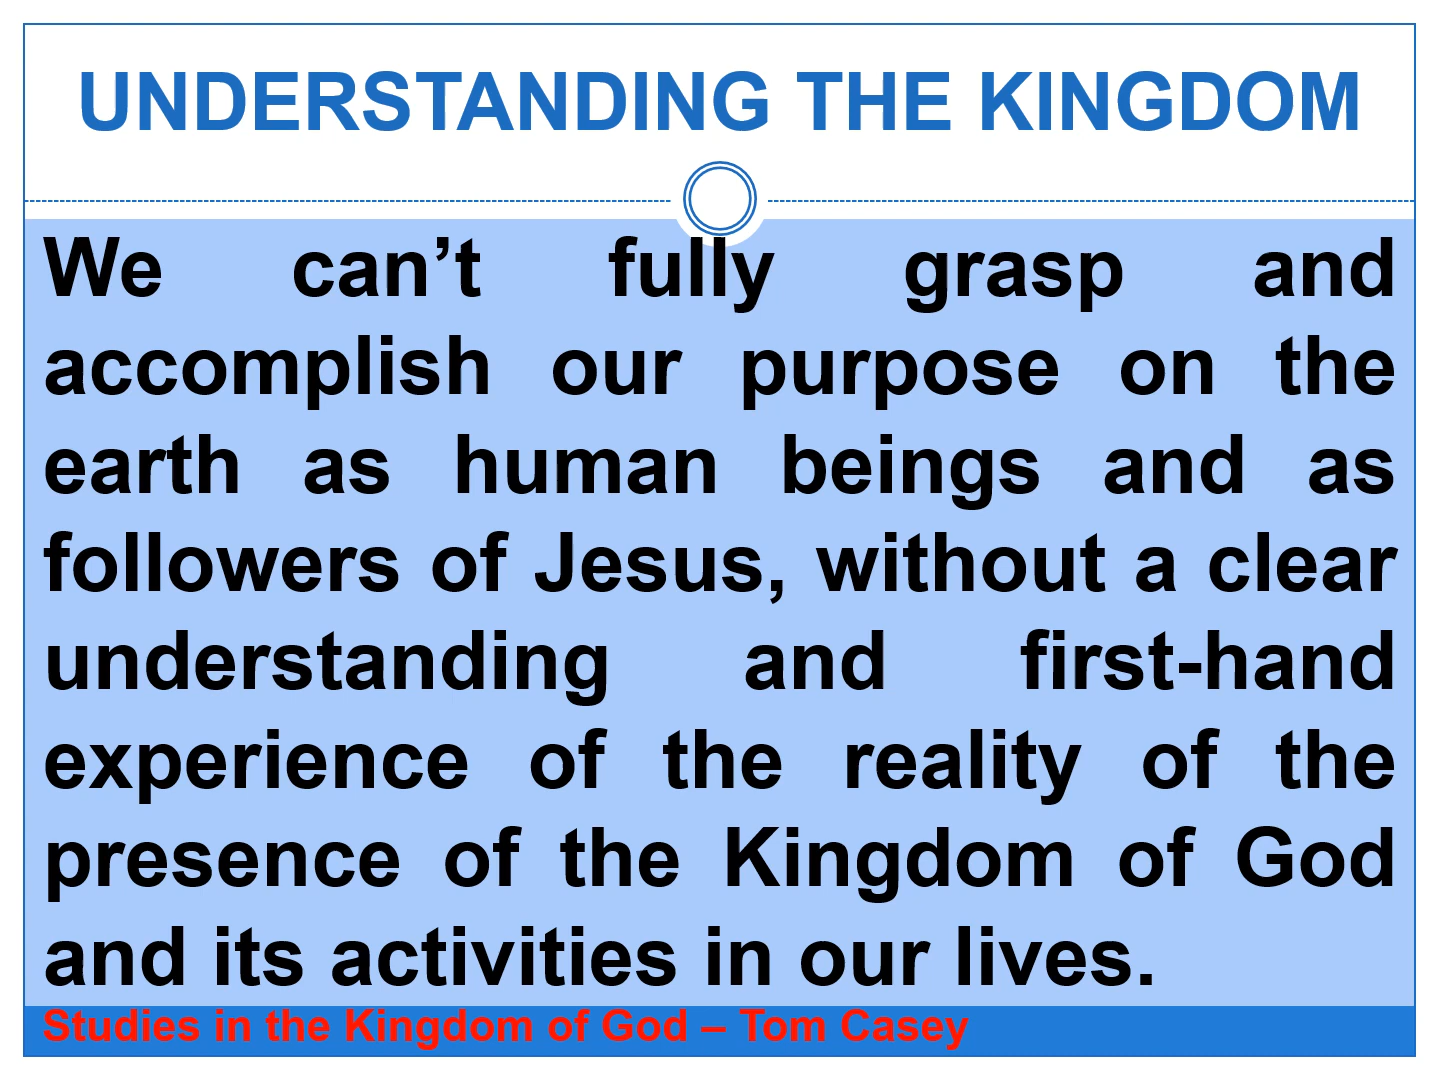 UNDERSTANDING THE KINGDOM
We can’t fully grasp and
accomplish our purpose on the
earth as human beings and as
followers of Jesus, without a clear
understanding and first-hand
experience of the reality of the
presence of the Kingdom of God
and its activities in our lives.
Studies in the Kingdom of God – Tom Casey